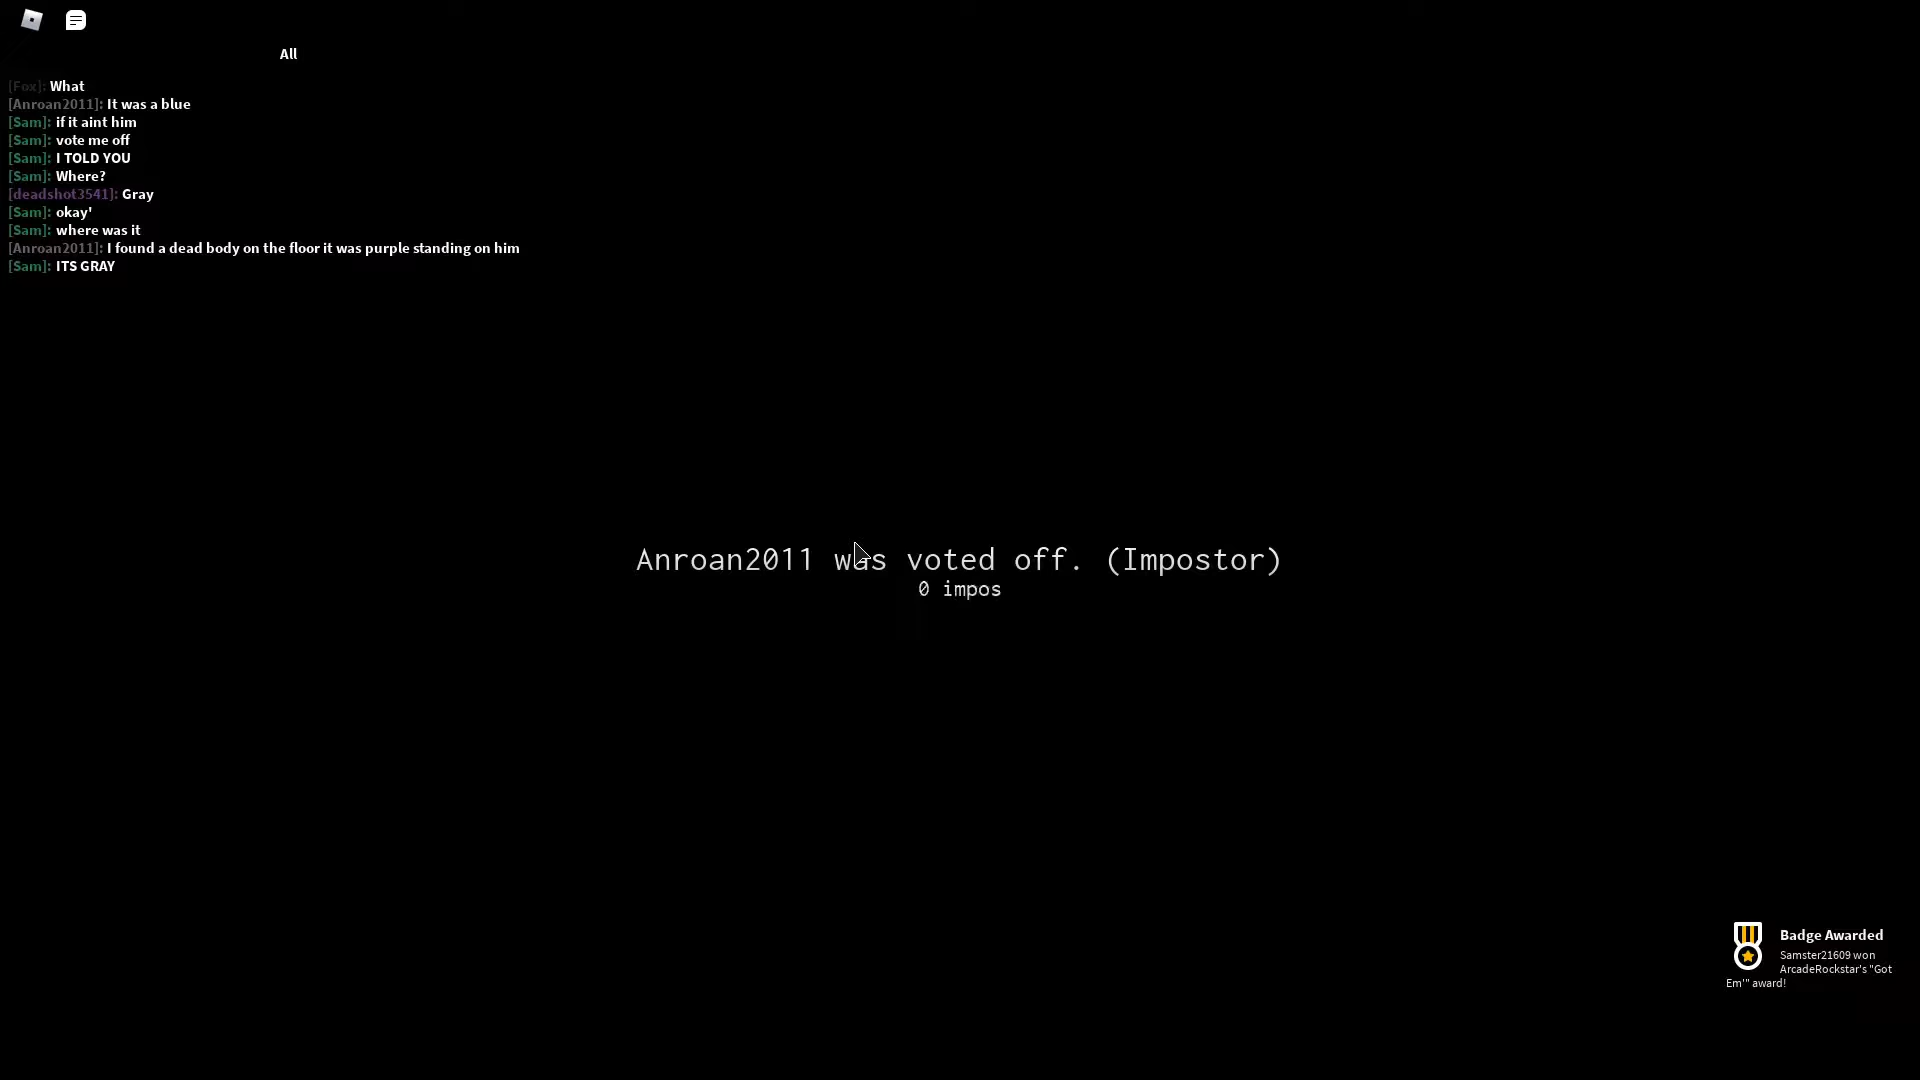 All
[Fox]: What
[Anroan2011]: It was a blue
[Sam]: if it aint him
[Sam]: vote me off
[Sam]: I TOLD YOU
[Sam]: Where?
[deadshot3541]: Gray
[Sam]: okay'
[Sam]: where was it
[Anroan2011]: I found a dead body on the floor it was purple standing on him
[Sam]: ITS GRAY
Anroan2011 was voted off. (Impostor)
0 impos
Badge Awarded
Samster21609 won
ArcadeRockstar's "Got
Em'" award!